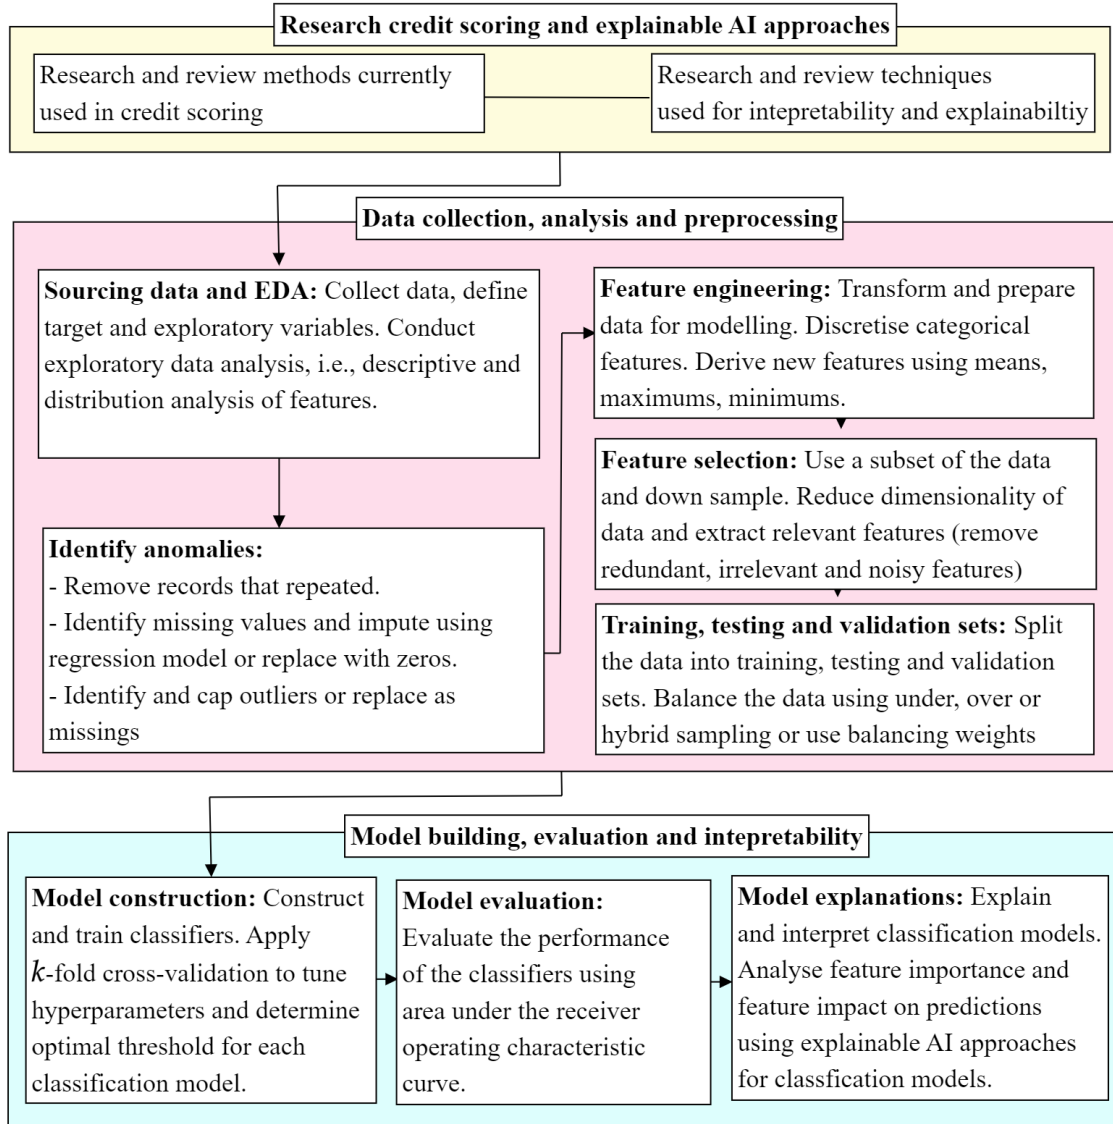 Research credit scoring and explainable AI approaches
Research and review methods currently
used in credit scoring
Research and review techniques
used for intepretability and explainabiltiy
Data collection, analysis and preprocessing
Sourcing data and EDA: Collect data, define
target and exploratory variables. Conduct
exploratory data analysis, i.e., descriptive and
distribution analysis of features.
Identify anomalies:
- Remove records that repeated.
- Identify missing values and impute using
regression model or replace with zeros.
- Identify and cap outliers or replace as
missings
Feature engineering: Transform and prepare
data for modelling. Discretise categorical
features. Derive new features using means,
maximums, minimums.
Feature selection: Use a subset of the data
and down sample. Reduce dimensionality of
data and extract relevant features (remove
redundant, irrelevant and noisy features)
Training, testing and validation sets: Split
the data into training, testing and validation
sets. Balance the data using under, over or
hybrid sampling or use balancing weights
Model building, evaluation and intepretability
Model construction: Construct
and train classifiers. Apply
k-fold cross-validation to tune
hyperparameters and determine
optimal threshold for each
classification model.
Model evaluation:
Evaluate the performance
of the classifiers using
area under the receiver
operating characteristic
curve.
Model explanations: Explain
and interpret classification models.
Analyse feature importance and
feature impact on predictions
using explainable AI approaches
for classfication models.